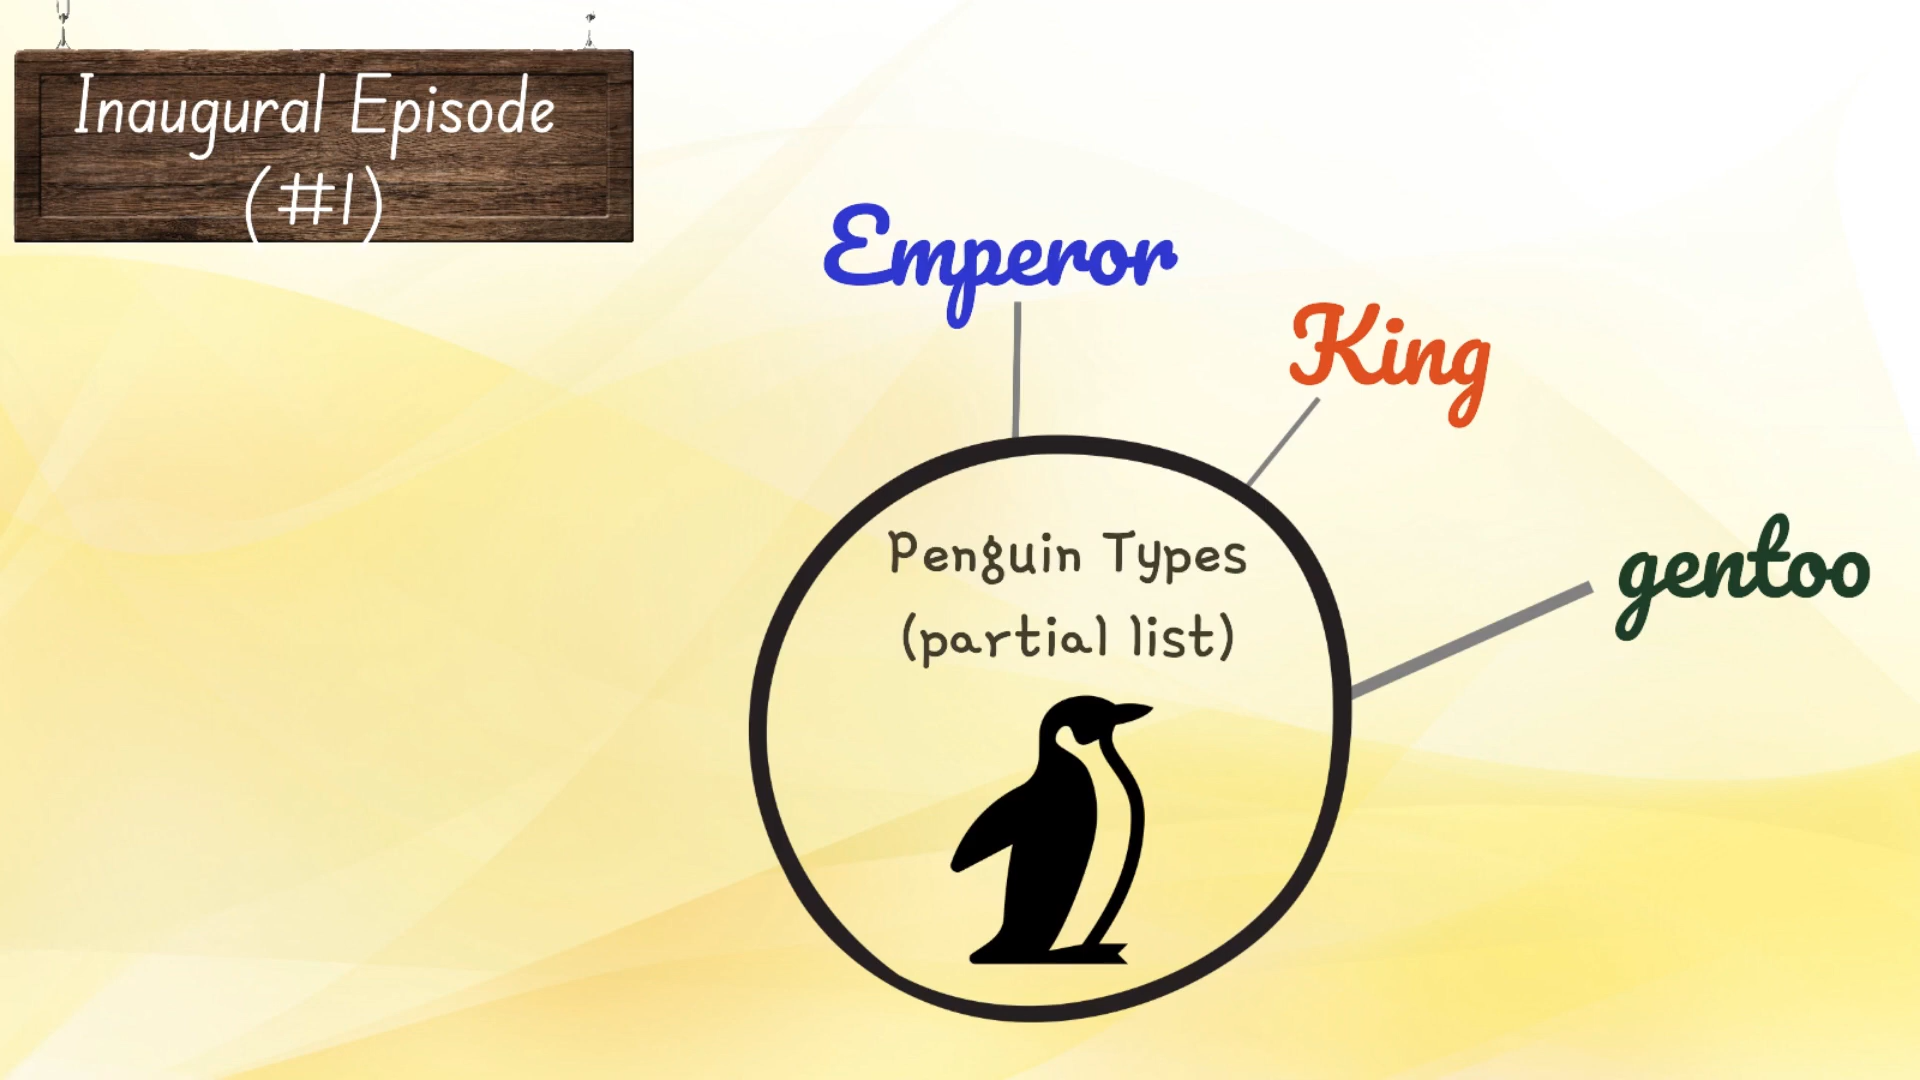 Inaugural Episode
(#1)
Emperor
King
gentoo
Penguin Types
(partial list)